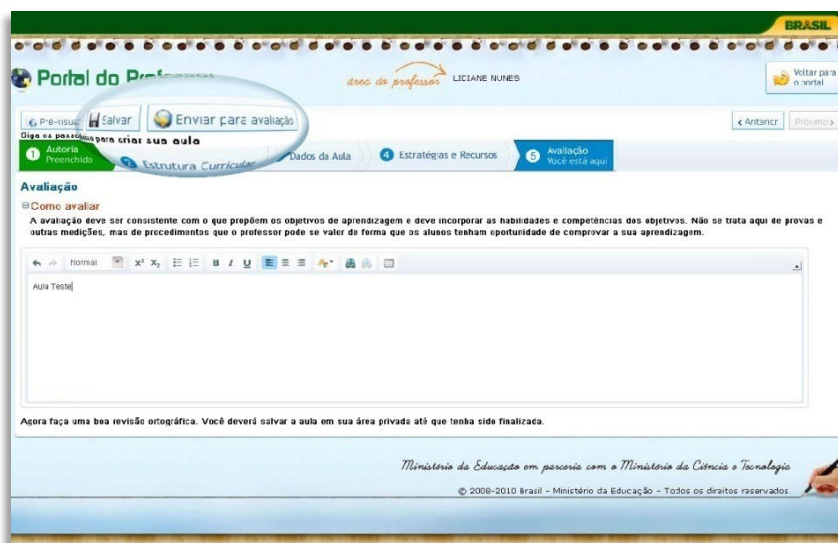 BRASIL
Portal do
área do professor LICIANE NUNES
Voltar para o portal
Salvar Enviar para avaliação
Anterior Próximo
Siga os passos para criar sua aula
1 Autoria Preenchido
2 Estrutura Curricular
Dados da Aula
4 Estratégias e Recursos
5 Avaliação Você está aqui
Avaliação
Como avaliar
A avaliação deve ser consistente com o que propõem os objetivos de aprendizagem e deve incorporar as habilidades e competências dos objetivos. Não se trata aqui de provas e
outras medições, mas de procedimentos que o professor pode se valer de forma que os alunos tenham oportunidade de comprovar a sua aprendizagem.
Normal x² X₂ B I U
Aula Teste
Agora faça uma boa revisão ortográfica. Você deverá salvar a aula em sua área privada até que tenha sido finalizada.
Ministério da Educação em parceria com o Ministério da Ciência e Tecnologia
© 2008-2010 Brasil - Ministério da Educação - Todos os direitos reservados.